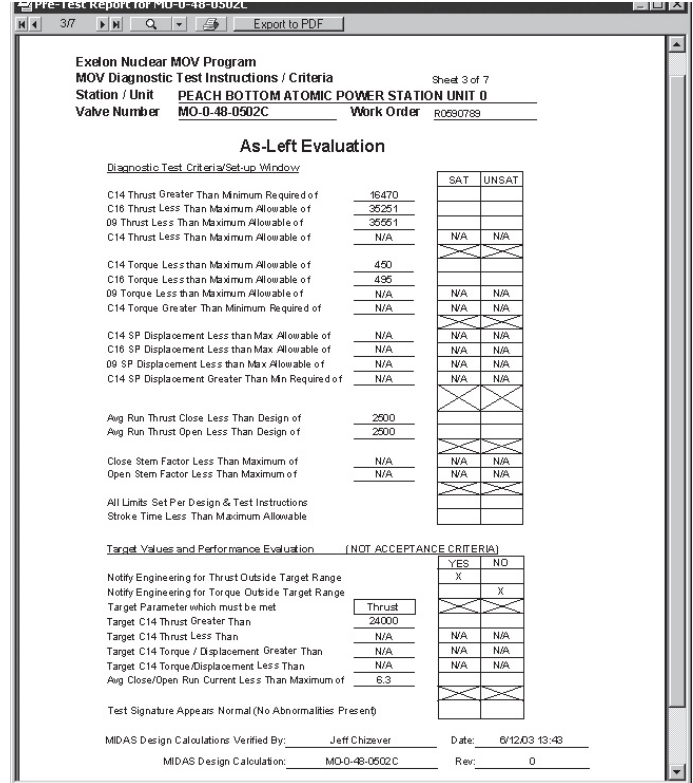 Pre-Test Report for MO-0-48-0502C
3/7 Export to PDF
Exelon Nuclear MOV Program
MOV Diagnostic Test Instructions / Criteria Sheet 3 of 7
Station / Unit PEACH BOTTOM ATOMIC POWER STATION UNIT 0
Valve Number MO-0-48-0502C Work Order R0590789
As-Left Evaluation
Diagnostic Test Criteria/Set-up Window
SAT UNSAT
C14 Thrust Greater Than Minimum Required of 16470
C16 Thrust Less Than Maximum Allowable of 35251
09 Thrust Less Than Maximum Allowable of 35551
C14 Thrust Less Than Maximum Allowable of N/A N/A N/A
C14 Torque Less than Maximum Allowable of 450
C16 Torque Less than Maximum Allowable of 495
09 Torque Less than Maximum Allowable of N/A N/A N/A
C14 Torque Greater Than Minimum Required of N/A N/A N/A
C14 SP Displacement Less than Max Allowable of N/A N/A N/A
C16 SP Displacement Less than Max Allowable of N/A N/A N/A
09 SP Displacement Less than Max Allowable of N/A N/A N/A
C14 SP Displacement Greater Than Min Required of N/A N/A N/A
Avg Run Thrust Close Less Than Design of 2500
Avg Run Thrust Open Less Than Design of 2500
Close Stem Factor Less Than Maximum of N/A N/A N/A
Open Stem Factor Less Than Maximum of N/A N/A N/A
All Limits Set Per Design & Test Instructions
Stroke Time Less Than Maximum Allowable
Target Values and Performance Evaluation (NOT ACCEPTANCE CRITERIA)
YES NO
Notify Engineering for Thrust Outside Target Range X
Notify Engineering for Torque Outside Target Range X
Target Parameter which must be met Thrust
Target C14 Thrust Greater Than 24000
Target C14 Thrust Less Than N/A N/A N/A
Target C14 Torque / Displacement Greater Than N/A N/A N/A
Target C14 Torque/Displacement Less Than N/A N/A N/A
Avg Close/Open Run Current Less Than Maximum of 6.3
Test Signature Appears Normal (No Abnormalities Present)
MIDAS Design Calculations Verified By: Jeff Chizever Date: 6/12/03 13:43
MIDAS Design Calculation: MO-0-48-0502C Rev: 0